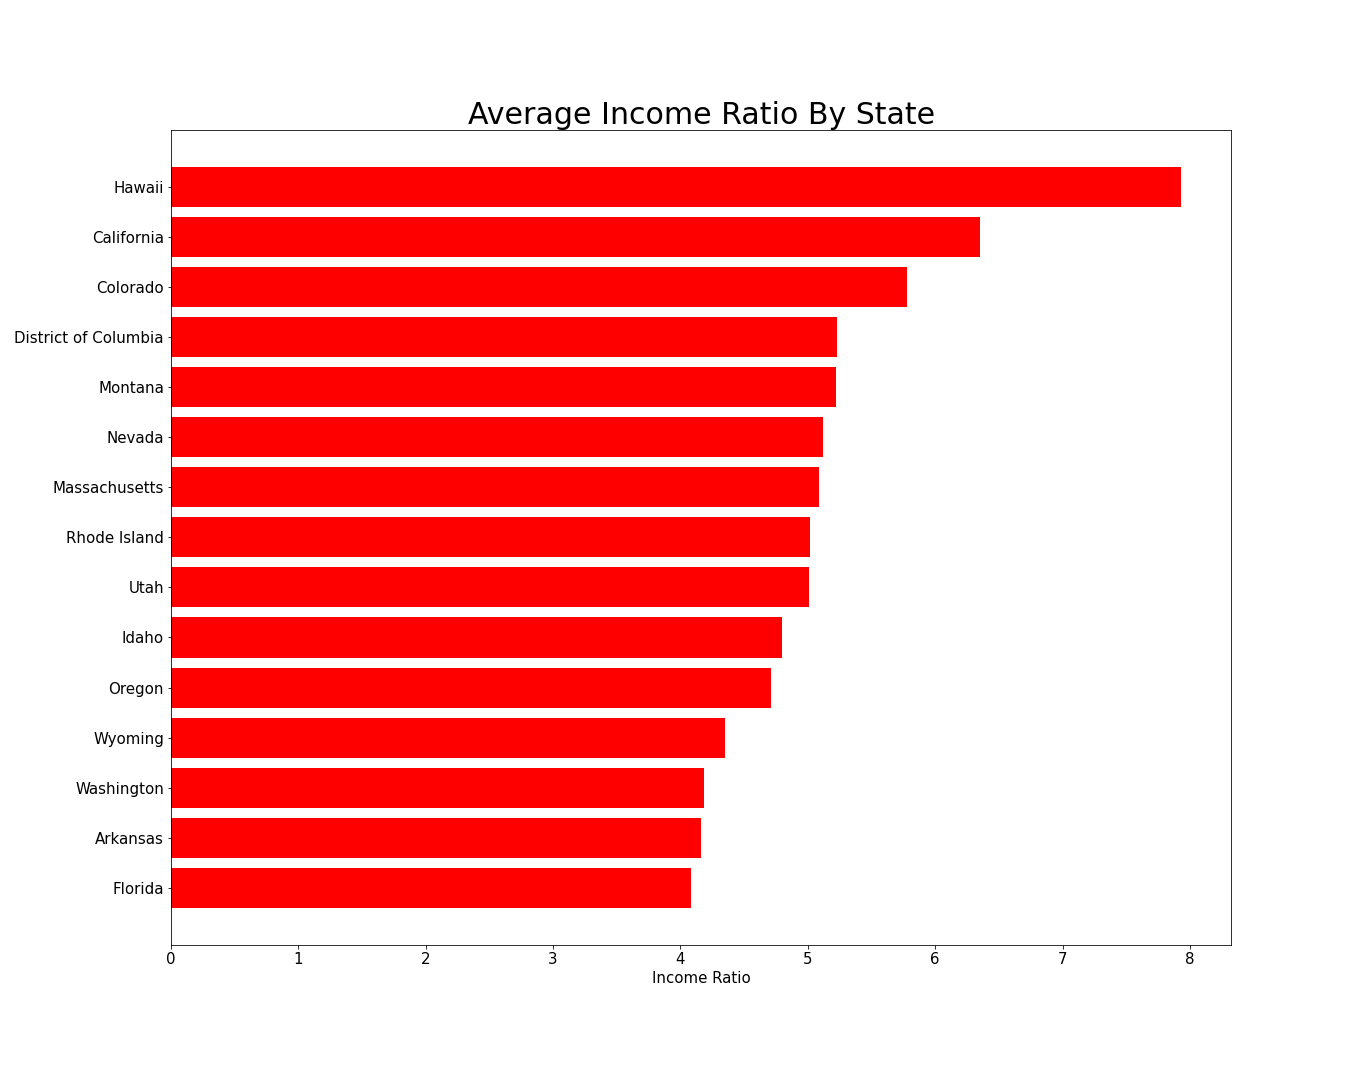 Average Income Ratio By State
Hawaii
California
Colorado
District of Columbia
Montana
Nevada
Massachusetts
Rhode Island
Utah
Idaho
Oregon
Wyoming
Washington
Arkansas
Florida
0 1 2 3 4 5 6 7 8
Income Ratio